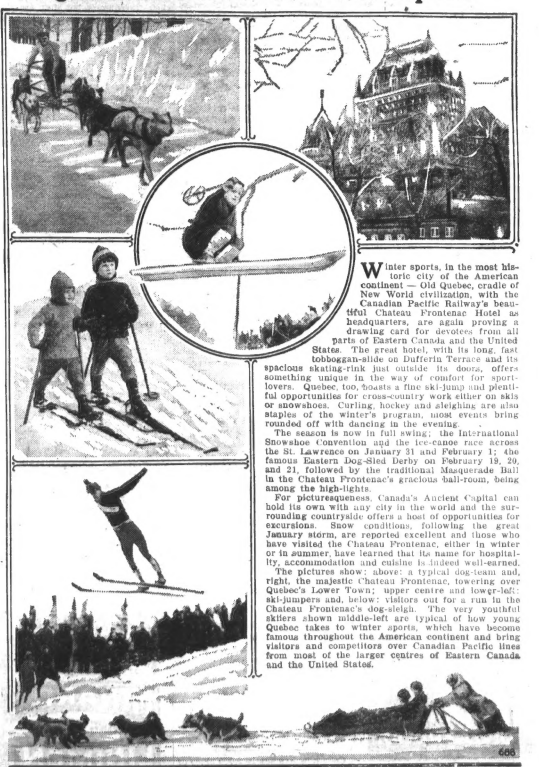 Winter sports, in the most his-
toric city of the American
continent — Old Quebec, cradle of
New World civilization, with the
Canadian Pacific Railway's beau-
tiful Chateau Frontenac Hotel as
headquarters, are again proving a
drawing card for devotees from all
parts of Eastern Canada and the United
States. The great hotel, with its long, fast
tobboggan-slide on Dufferin Terrace and its
spacious skating-rink just outside its doors, offers
something unique in the way of comfort for sport-
lovers. Quebec, too, boasts a fine ski-jump and plenti-
ful opportunities for cross-country work either on skis
or snowshoes. Curling, hockey and sleighing are also
staples of the winter's program, most events being
rounded off with dancing in the evening.
The season is now in full swing; the International
Snowshoe Convention and the ice-canoe race across
the St. Lawrence on January 31 and February 1; the
famous Eastern Dog-Sled Derby on February 19, 20,
and 21, followed by the traditional Masquerade Ball
in the Chateau Frontenac's gracious ball-room, being
among the high-lights.
For picturesqueness, Canada's Ancient Capital can
hold its own with any city in the world and the sur-
rounding countryside offers a host of opportunities for
excursions. Snow conditions, following the great
January storm, are reported excellent and those who
have visited the Chateau Frontenac, either in winter
or in summer, have learned that its name for hospital-
ity, accommodation and cuisine is indeed well-earned.
The pictures show; above: a typical dog-team and,
right, the majestic Chateau Frontenac, towering over
Quebec's Lower Town; upper centre and lower-left:
ski-jumpers and, below: visitors out for a run in the
Chateau Frontenac's dog-sleigh. The very youthful
skiers shown middle-left are typical of how young
Quebec takes to winter sports, which have become
famous throughout the American continent and bring
visitors and competitors over Canadian Pacific lines
from most of the larger centres of Eastern Canada
and the United States.
686